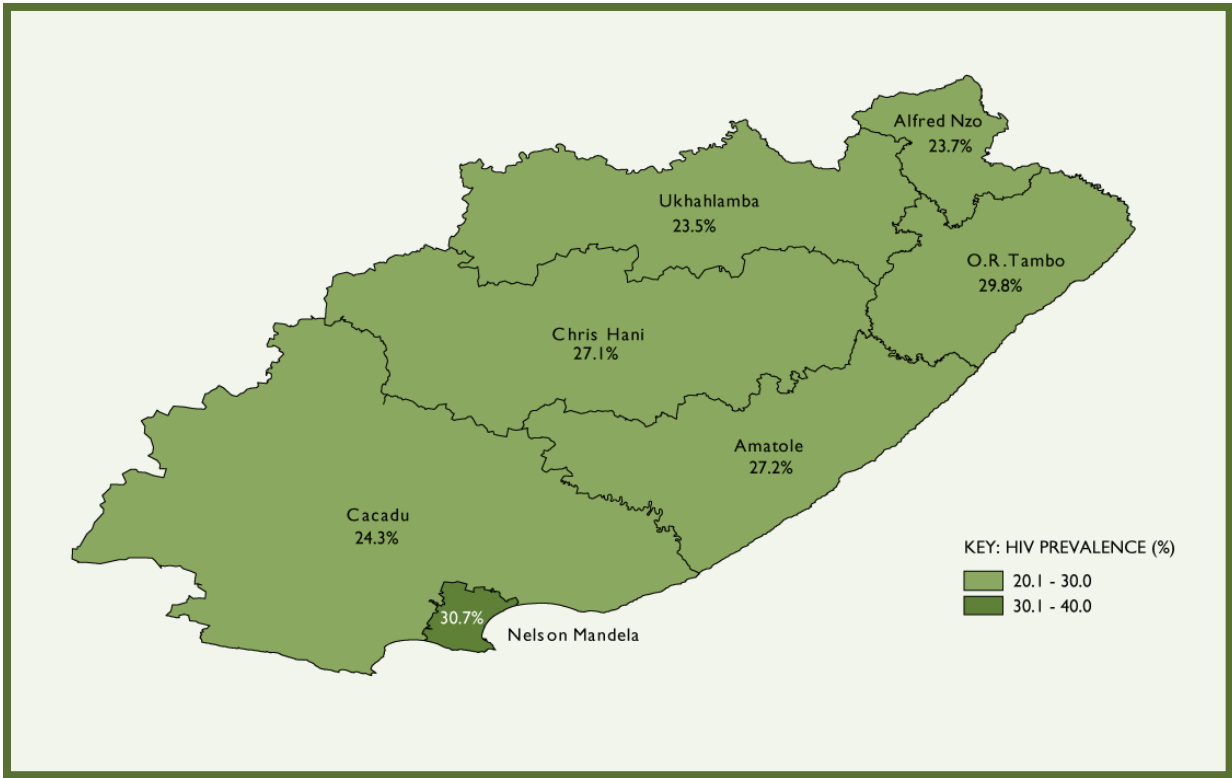 Alfred Nzo
23.7%
Ukhahlamba
23.5%
O.R.Tambo
29.8%
Chris Hani
27.1%
Amatole
27.2%
Cacadu
24.3%
30.7%
Nelson Mandela
KEY: HIV PREVALENCE (%)
20.1 - 30.0
30.1 - 40.0